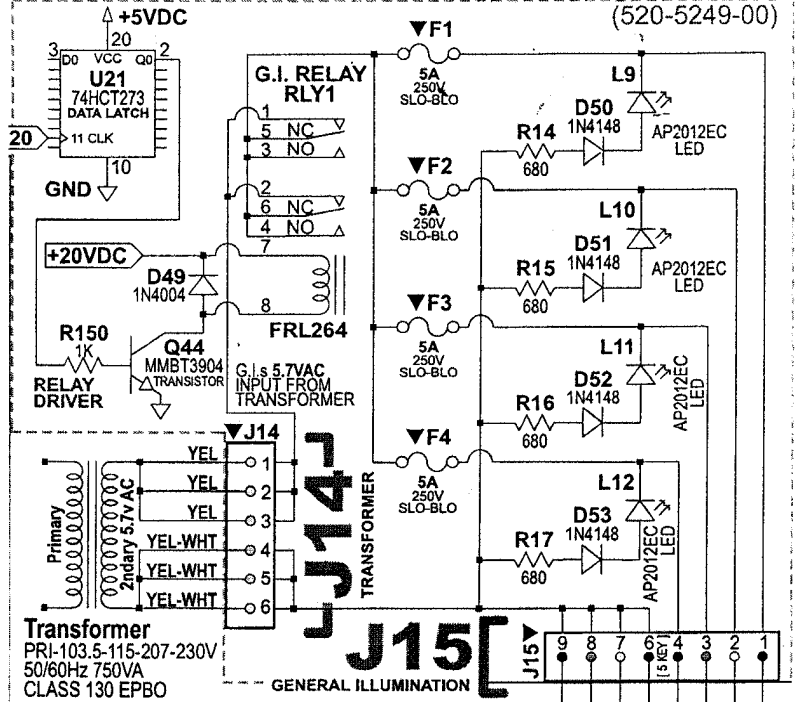 (520-5249-00)
+5VDC
20
3 D0 VCC Q0 2
U21
74HCT273
DATA LATCH
20
11 CLK
10
GND
G.I. RELAY
RLY1
1
5 NC
3 NO
2
6 NC
4 NO
7
8
FRL264
+20VDC
D49
1N4004
R150
1K
RELAY
DRIVER
Q44
MMBT3904
TRANSISTOR
G.I.s 5.7VAC
INPUT FROM
TRANSFORMER
▼F1
5A
250V
SLO-BLO
L9
D50
1N4148
R14
680
AP2012EC
LED
▼F2
5A
250V
SLO-BLO
L10
D51
1N4148
R15
680
AP2012EC
LED
▼F3
5A
250V
SLO-BLO
L11
D52
1N4148
R16
680
AP2012EC
LED
▼F4
5A
250V
SLO-BLO
L12
D53
1N4148
R17
680
AP2012EC
LED
▼J14
YEL 1
YEL 2
YEL 3
YEL-WHT 4
YEL-WHT 5
YEL-WHT 6
Primary
2ndary 5.7v AC
J14
TRANSFORMER
Transformer
PRI-103.5-115-207-230V
50/60Hz 750VA
CLASS 130 EPBO
J15
GENERAL ILLUMINATION
J15▼
9 8 7 6 [5 KEY] 4 3 2 1